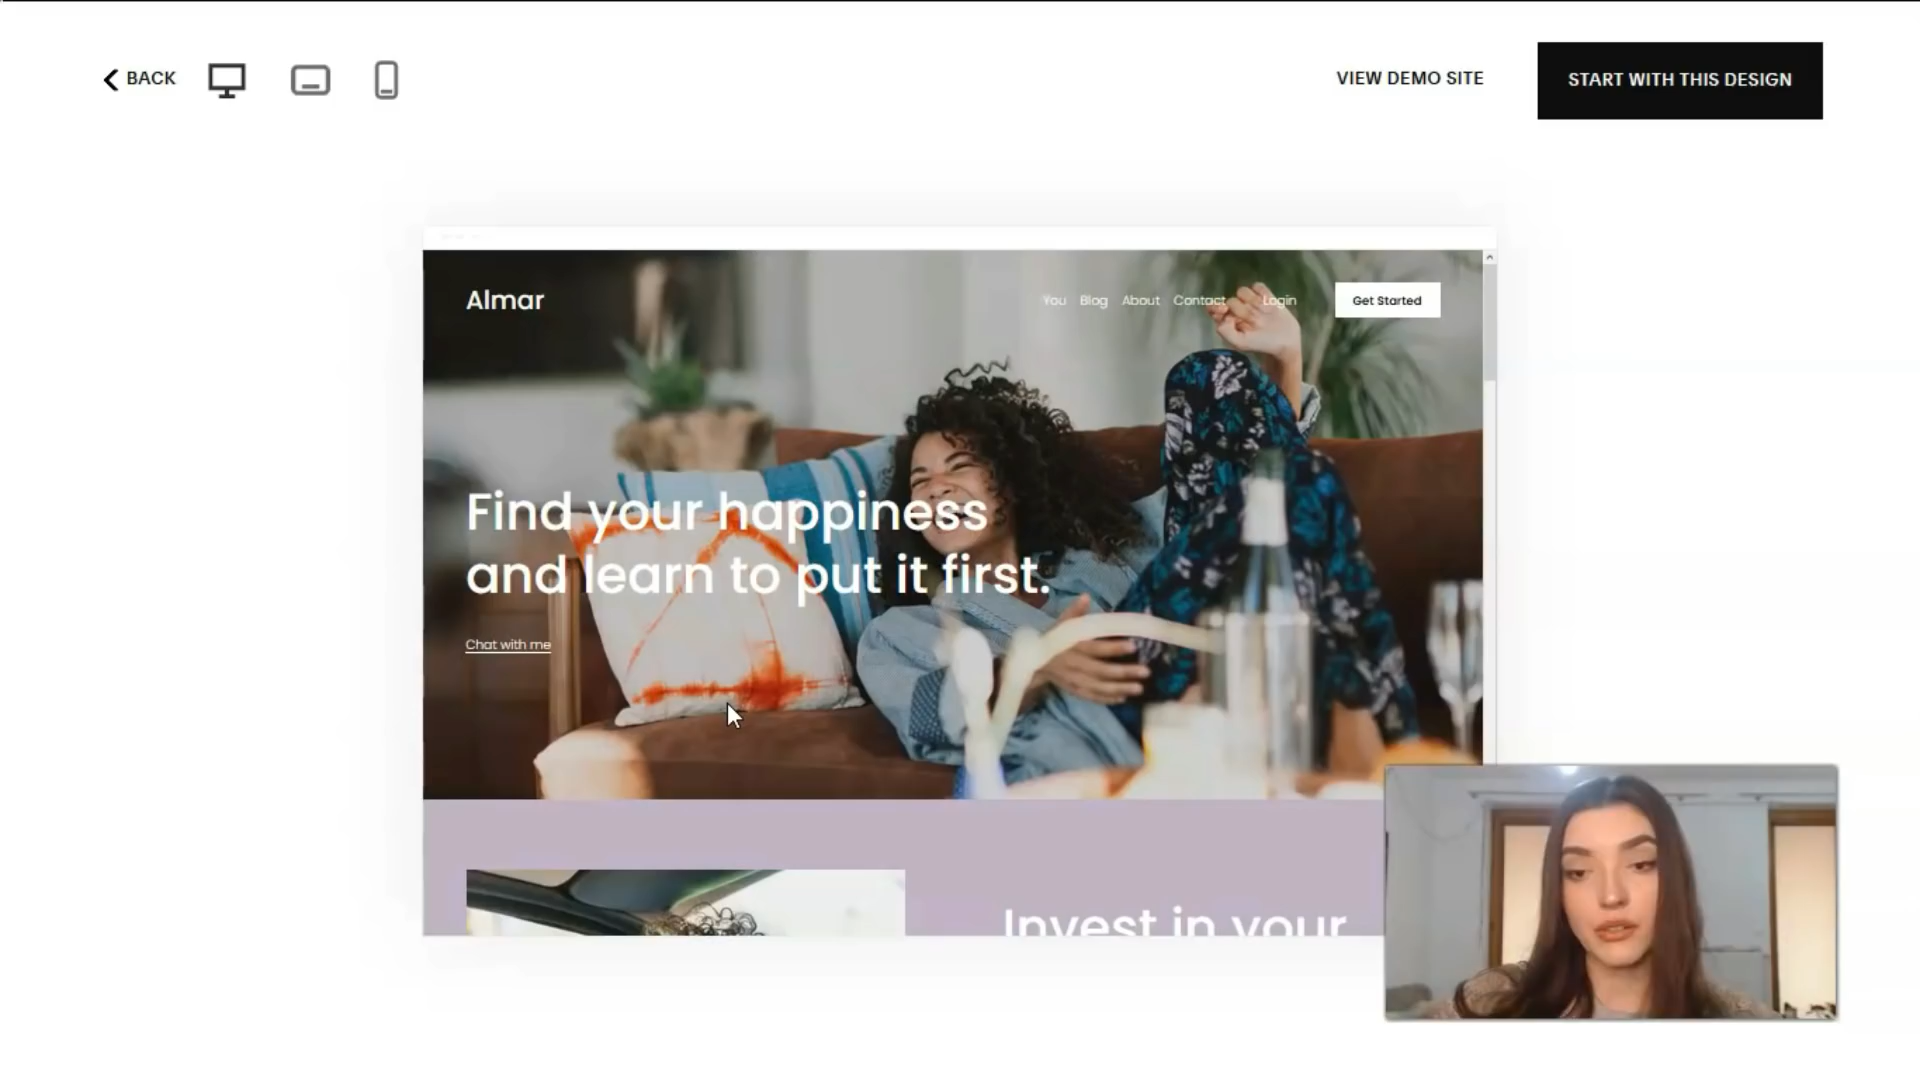 BACK
VIEW DEMO SITE
START WITH THIS DESIGN
Almar
You Blog About Contact Login
Get Started
Find your happiness
and learn to put it first.
Chat with me
Invest in your